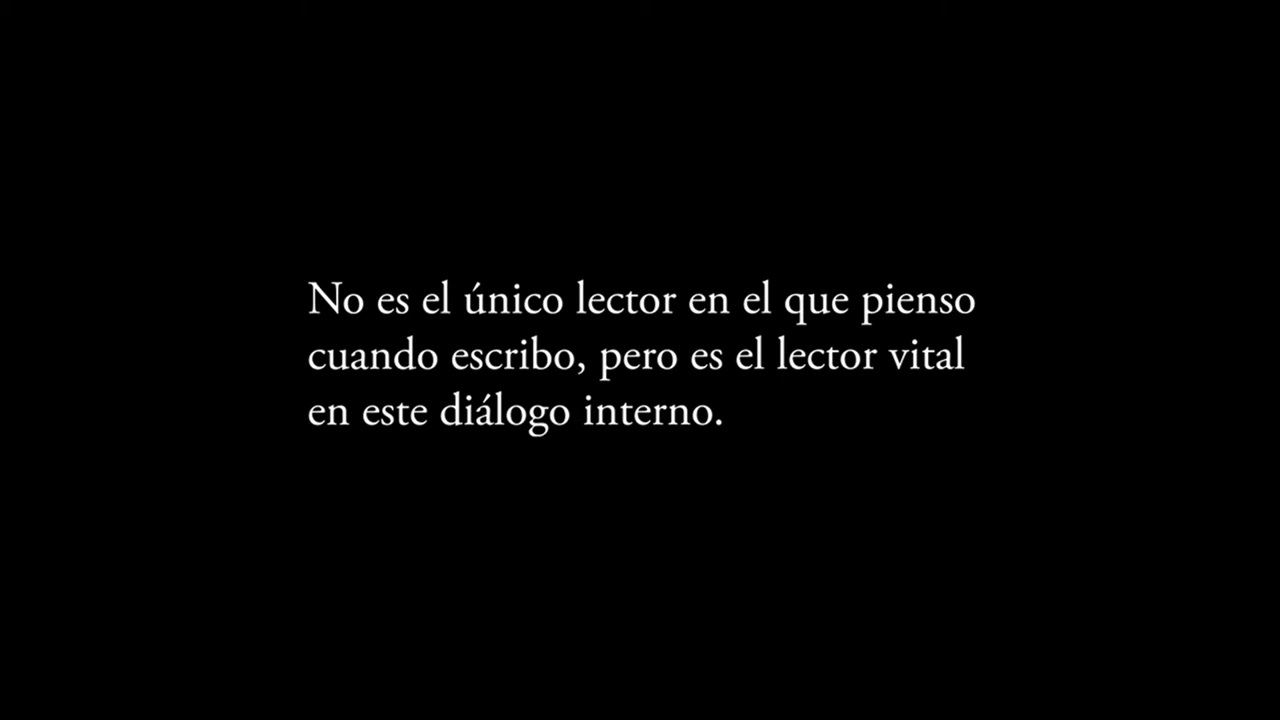 No es el único lector en el que pienso
cuando escribo, pero es el lector vital
en este diálogo interno.